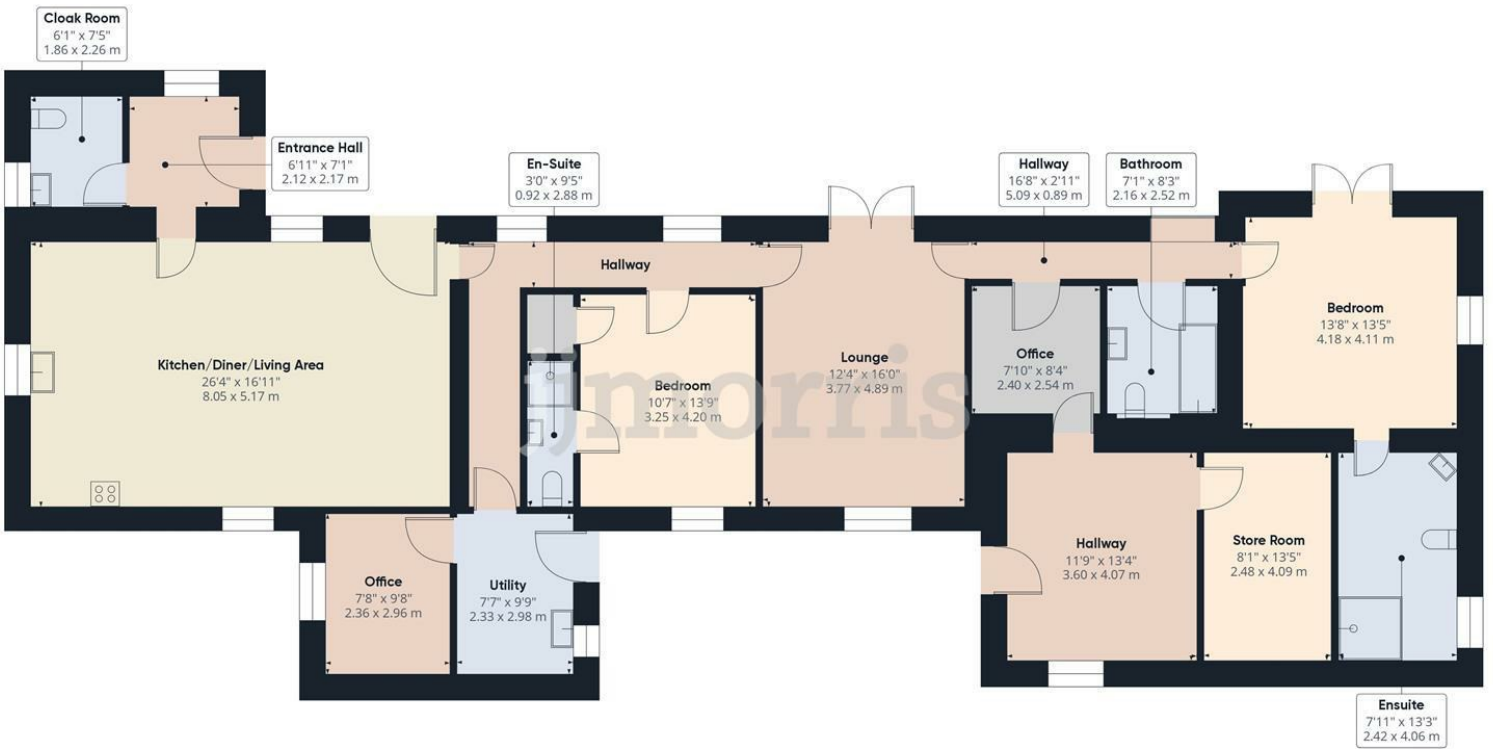 Cloak Room
6'1" x 7'5"
1.86 x 2.26 m
Entrance Hall
6'11" x 7'1"
2.12 x 2.17 m
En-Suite
3'0" x 9'5"
0.92 x 2.88 m
Hallway
16'8" x 2'11"
5.09 x 0.89 m
Bathroom
7'1" x 8'3"
2.16 x 2.52 m
Hallway
Kitchen/Diner/Living Area
26'4" x 16'11"
8.05 x 5.17 m
Bedroom
10'7" x 13'9"
3.25 x 4.20 m
Lounge
12'4" x 16'0"
3.77 x 4.89 m
Office
7'10" x 8'4"
2.40 x 2.54 m
Bedroom
13'8" x 13'5"
4.18 x 4.11 m
jjmorris
Office
7'8" x 9'8"
2.36 x 2.96 m
Utility
7'7" x 9'9"
2.33 x 2.98 m
Hallway
11'9" x 13'4"
3.60 x 4.07 m
Store Room
8'1" x 13'5"
2.48 x 4.09 m
Ensuite
7'11" x 13'3"
2.42 x 4.06 m